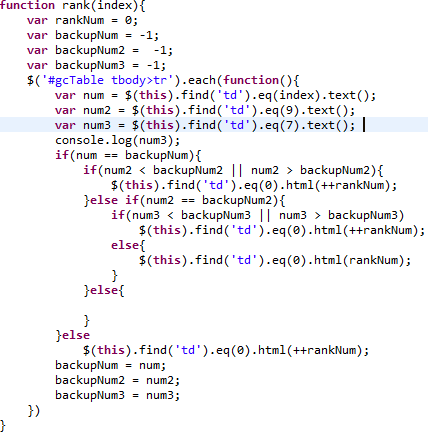 function rank(index){
    var rankNum = 0;
    var backupNum = -1;
    var backupNum2 =  -1;
    var backupNum3 = -1;
    $('#gcTable tbody>tr').each(function(){
        var num = $(this).find('td').eq(index).text();
        var num2 = $(this).find('td').eq(9).text();
        var num3 = $(this).find('td').eq(7).text();
        console.log(num3);
        if(num == backupNum){
            if(num2 < backupNum2 || num2 > backupNum2){
                $(this).find('td').eq(0).html(++rankNum);
            }else if(num2 == backupNum2){
                if(num3 < backupNum3 || num3 > backupNum3)
                    $(this).find('td').eq(0).html(++rankNum);
                else{
                    $(this).find('td').eq(0).html(rankNum);
                }
            }else{

            }
        }else
            $(this).find('td').eq(0).html(++rankNum);
        backupNum = num;
        backupNum2 = num2;
        backupNum3 = num3;
    })
}